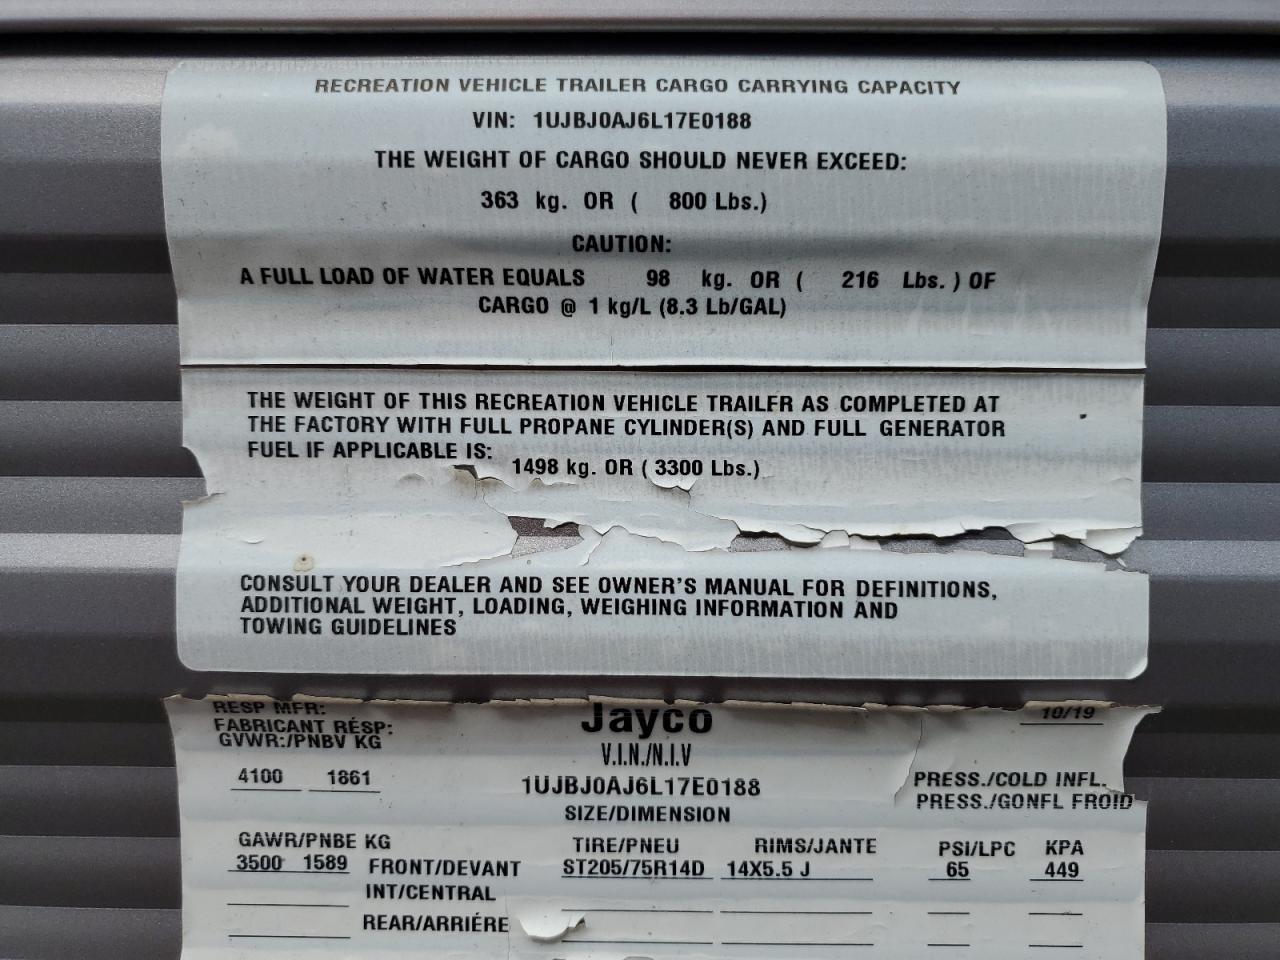 RECREATION VEHICLE TRAILER CARGO CARRYING CAPACITY
VIN: 1UJBJ0AJ6L17E0188
THE WEIGHT OF CARGO SHOULD NEVER EXCEED:
363 kg. OR ( 800 Lbs.)
CAUTION:
A FULL LOAD OF WATER EQUALS 98 kg. OR ( 216 Lbs. ) OF
CARGO @ 1 kg/L (8.3 Lb/GAL)
THE WEIGHT OF THIS RECREATION VEHICLE TRAILER AS COMPLETED AT
THE FACTORY WITH FULL PROPANE CYLINDER(S) AND FULL GENERATOR
FUEL IF APPLICABLE IS:
1498 kg. OR ( 3300 Lbs.)
CONSULT YOUR DEALER AND SEE OWNER'S MANUAL FOR DEFINITIONS,
ADDITIONAL WEIGHT, LOADING, WEIGHING INFORMATION AND
TOWING GUIDELINES
RESP MFR: Jayco 10/19
FABRICANT RÉSP:
GVWR:/PNBV KG V.I.N./N.I.V
4100 1861 1UJBJ0AJ6L17E0188 PRESS./COLD INFL.
PRESS./GONFL FROID
SIZE/DIMENSION
GAWR/PNBE KG TIRE/PNEU RIMS/JANTE PSI/LPC KPA
3500 1589 FRONT/DEVANT ST205/75R14D 14X5.5 J 65 449
INT/CENTRAL
REAR/ARRIÉRE